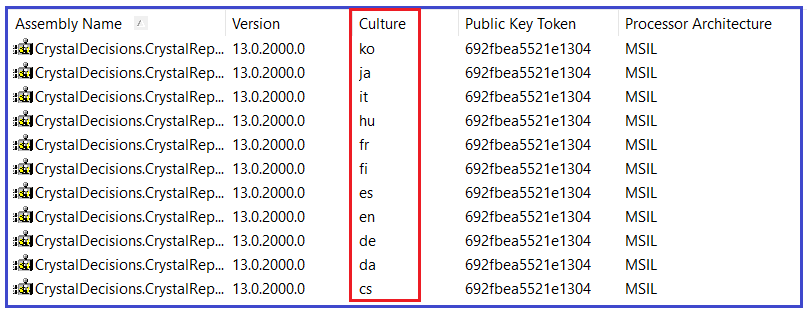 Assembly Name Version Culture Public Key Token Processor Architecture
CrystalDecisions.CrystalRep... 13.0.2000.0 ko 692fbea5521e1304 MSIL
CrystalDecisions.CrystalRep... 13.0.2000.0 ja 692fbea5521e1304 MSIL
CrystalDecisions.CrystalRep... 13.0.2000.0 it 692fbea5521e1304 MSIL
CrystalDecisions.CrystalRep... 13.0.2000.0 hu 692fbea5521e1304 MSIL
CrystalDecisions.CrystalRep... 13.0.2000.0 fr 692fbea5521e1304 MSIL
CrystalDecisions.CrystalRep... 13.0.2000.0 fi 692fbea5521e1304 MSIL
CrystalDecisions.CrystalRep... 13.0.2000.0 es 692fbea5521e1304 MSIL
CrystalDecisions.CrystalRep... 13.0.2000.0 en 692fbea5521e1304 MSIL
CrystalDecisions.CrystalRep... 13.0.2000.0 de 692fbea5521e1304 MSIL
CrystalDecisions.CrystalRep... 13.0.2000.0 da 692fbea5521e1304 MSIL
CrystalDecisions.CrystalRep... 13.0.2000.0 cs 692fbea5521e1304 MSIL